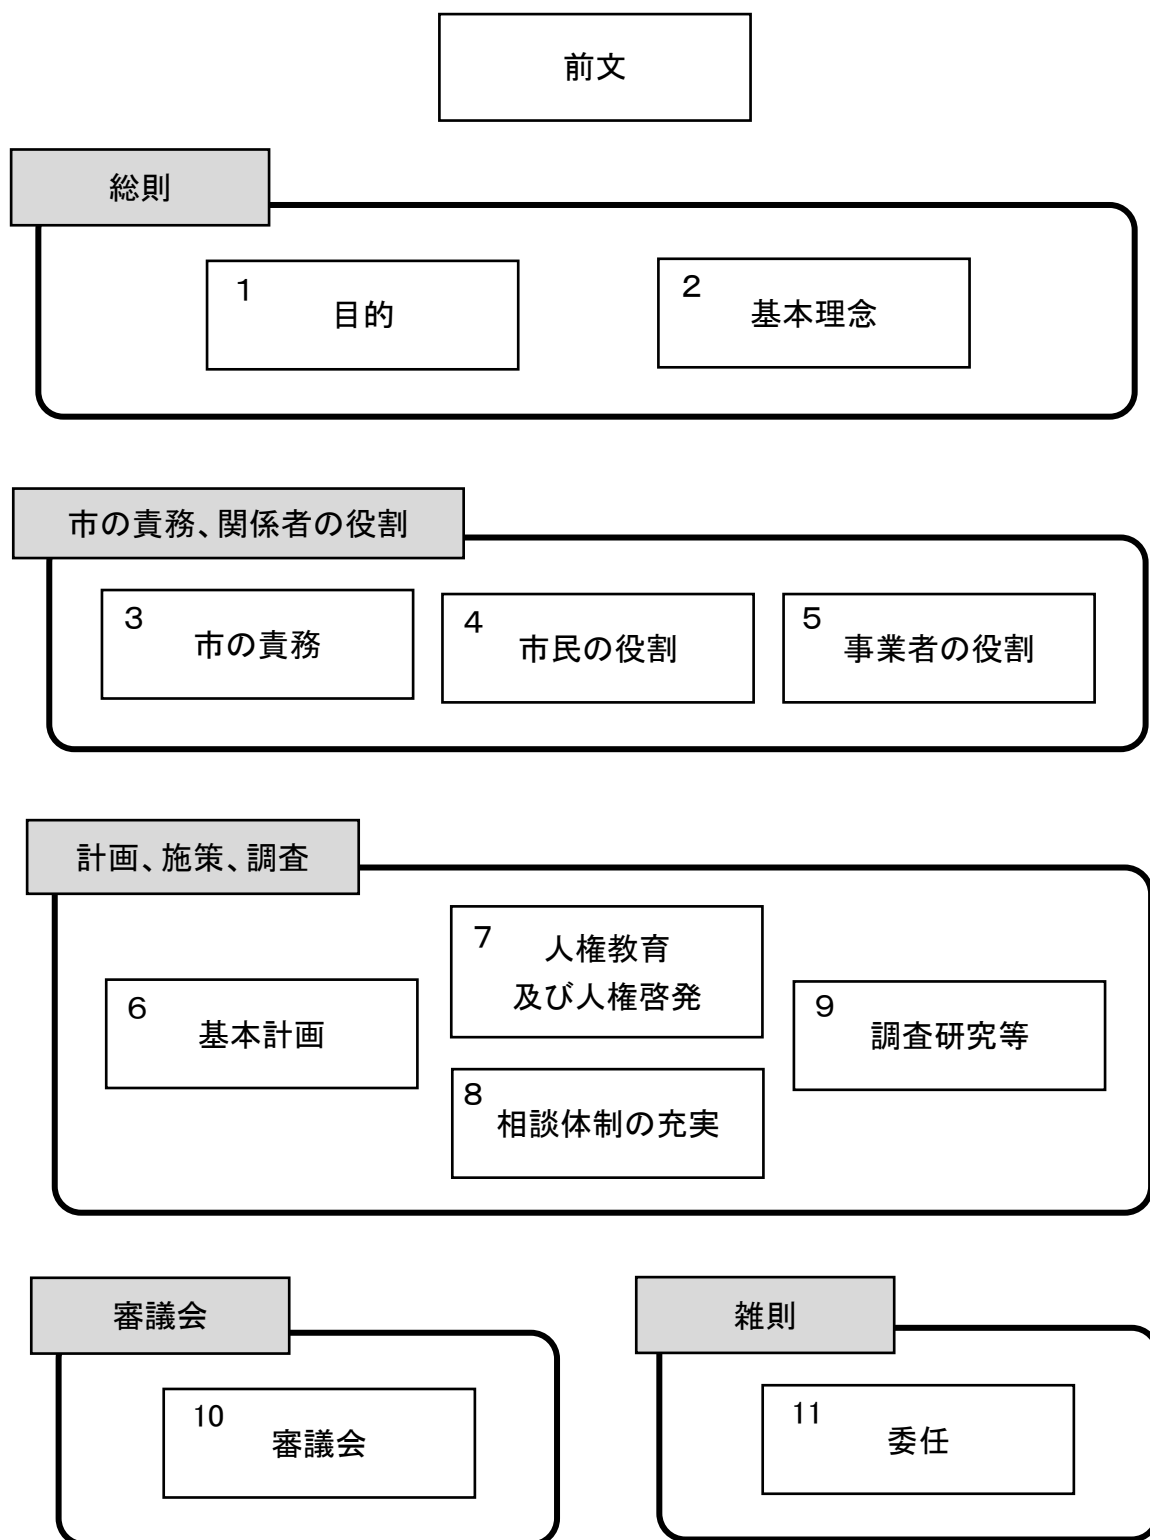 前文
総則
1
目的
2
基本理念
市の責務、関係者の役割
3
市の責務
4
市民の役割
5
事業者の役割
計画、施策、調査
6
基本計画
7
人権教育
及び人権啓発
8
相談体制の充実
9
調査研究等
審議会
10
審議会
雑則
11
委任